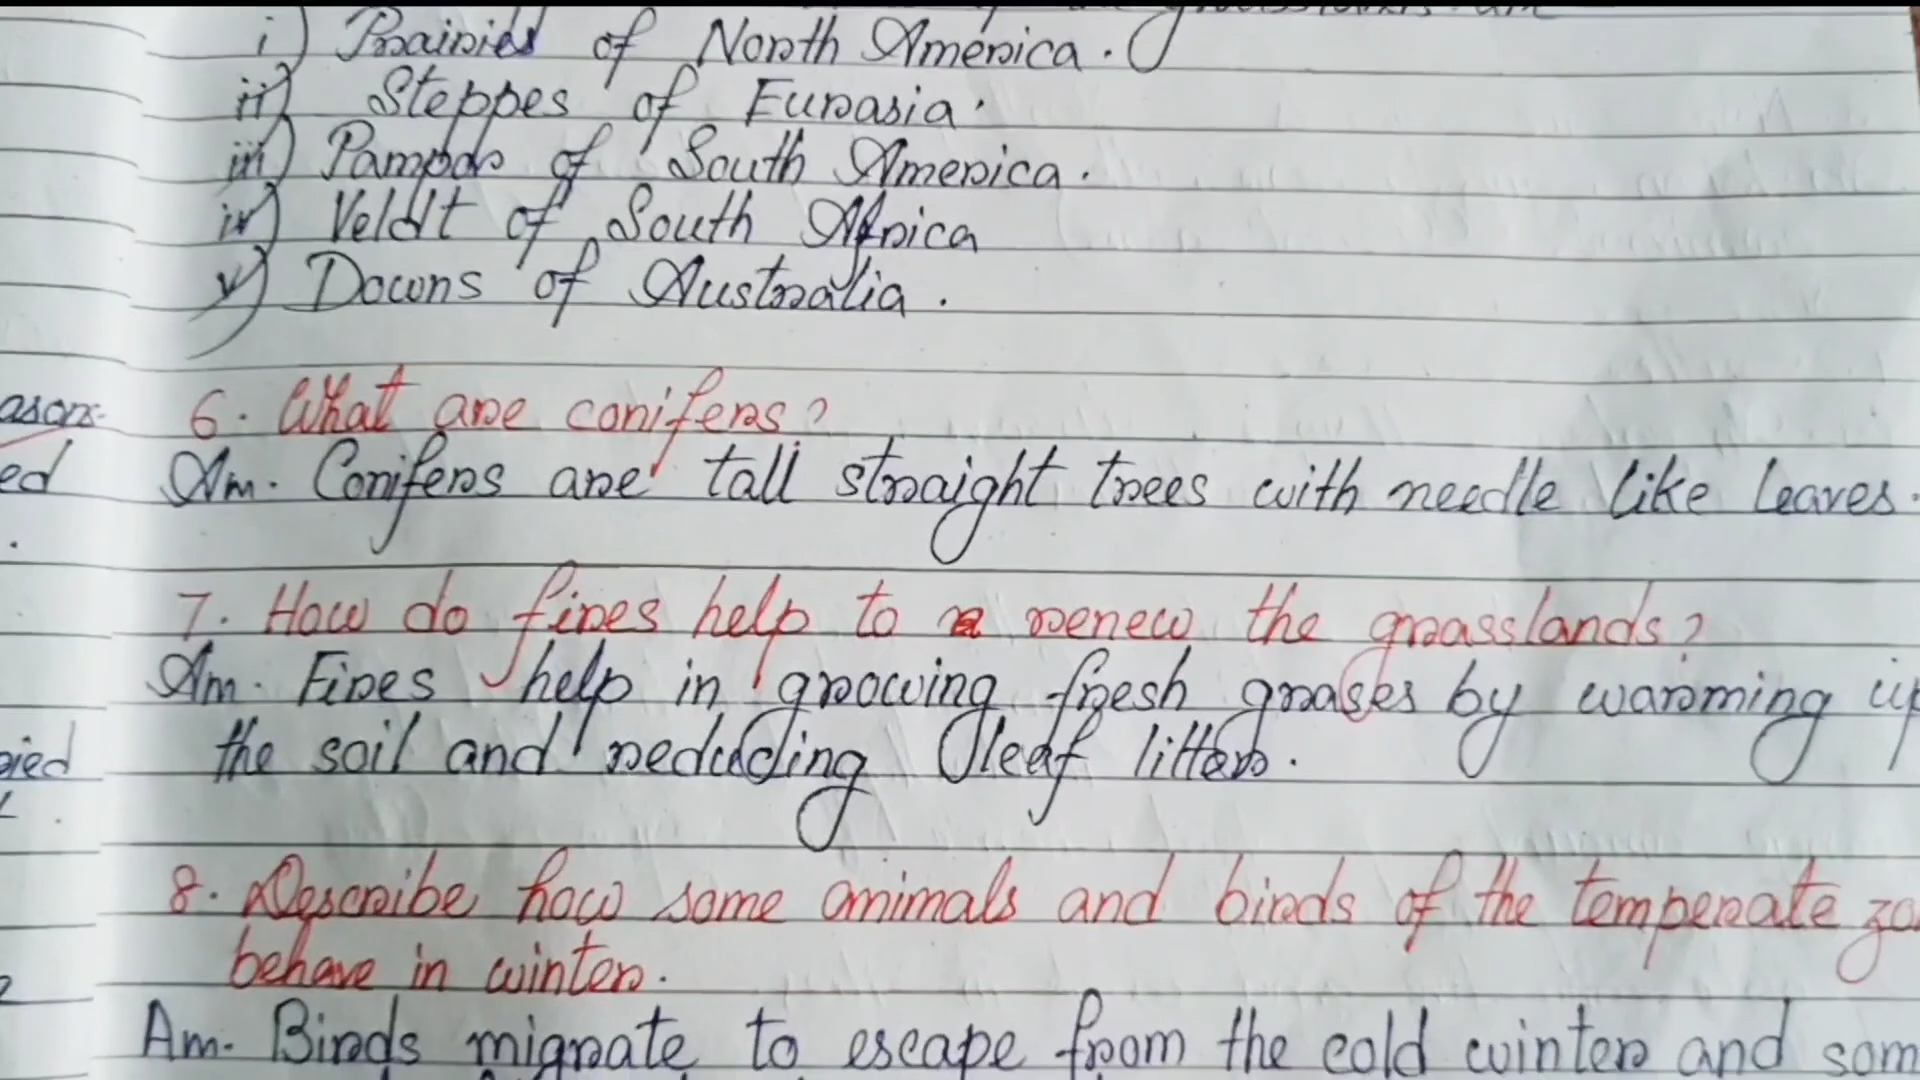 i) Prairies of North America.
ii) Steppes of Eurasia.
iii) Pampas of South America.
iv) Veldt of South Africa
v) Downs of Australia.
6. What are conifers?
ed Ans. Conifers are tall straight trees with needle like leaves.
7. How do fires help to renew the grasslands?
Ans. Fires help in growing fresh grases by warming up
the soil and reducing leaf litters.
8. Describe how some animals and birds of the temperate zo
behave in winter.
Ans. Birds migrate to escape from the cold winter and som